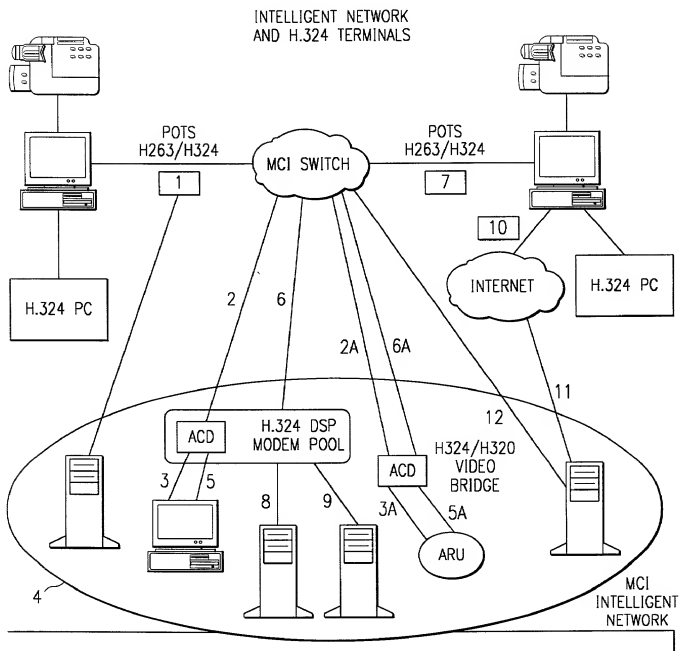 INTELLIGENT NETWORK
AND H.324 TERMINALS
POTS
H263/H324
1
MCI SWITCH
POTS
H263/H324
7
10
H.324 PC
INTERNET
H.324 PC
2
6
2A
6A
11
12
ACD
H.324 DSP
MODEM POOL
ACD
H324/H320
VIDEO
BRIDGE
3
5
8
9
3A
5A
ARU
4
MCI
INTELLIGENT
NETWORK